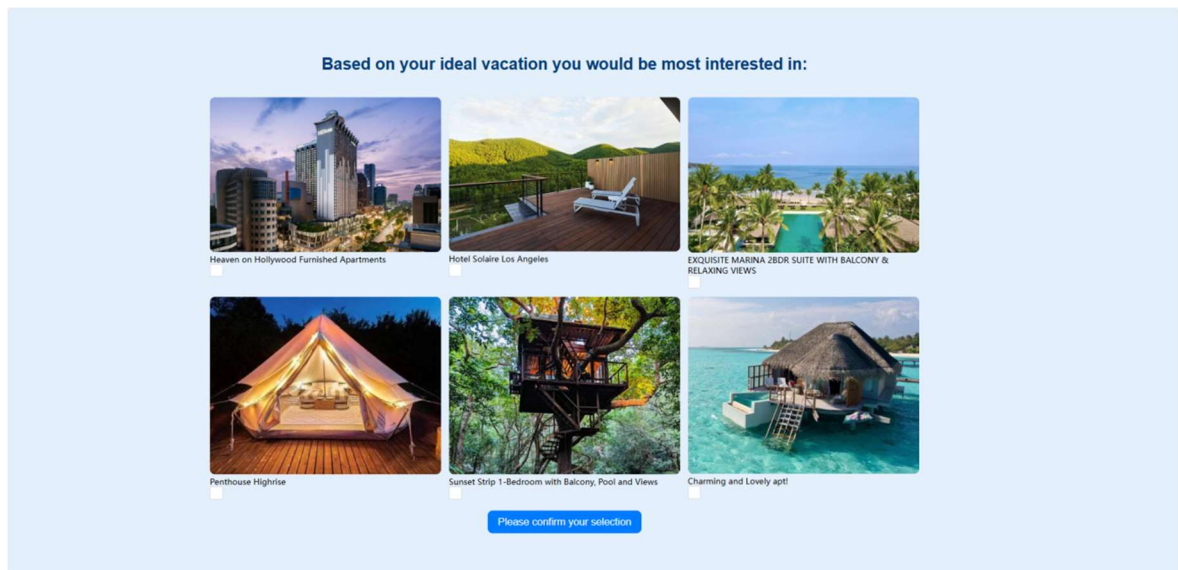 Based on your ideal vacation you would be most interested in:
Heaven on Hollywood Furnished Apartments
Hotel Solaire Los Angeles
EXQUISITE MARINA 2BDR SUITE WITH BALCONY &
RELAXING VIEWS
Penthouse Highrise
Sunset Strip 1-Bedroom with Balcony, Pool and Views
Charming and Lovely apt!
Please confirm your selection